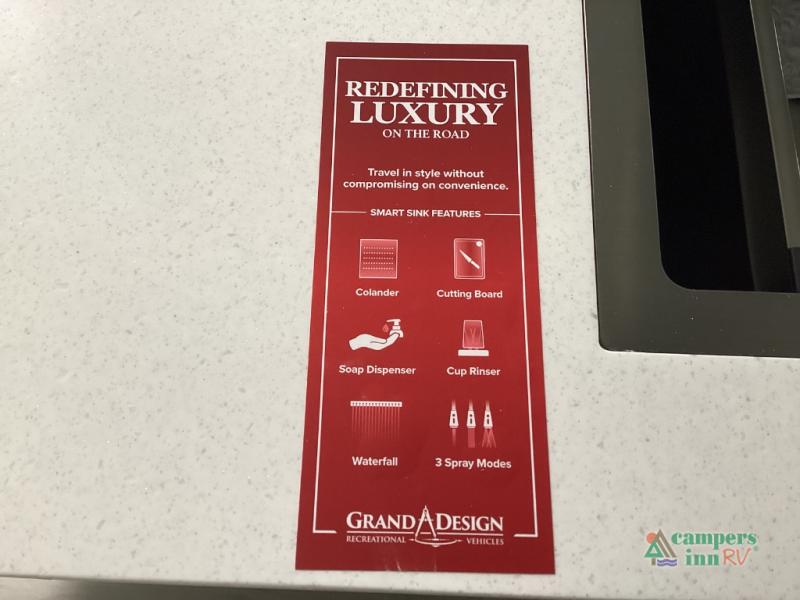 REDEFINING
LUXURY
ON THE ROAD
Travel in style without
compromising on convenience.
SMART SINK FEATURES
Colander
Cutting Board
Soap Dispenser
Cup Rinser
Waterfall
3 Spray Modes
GRAND DESIGN
RECREATIONAL VEHICLES
campers
inn RV